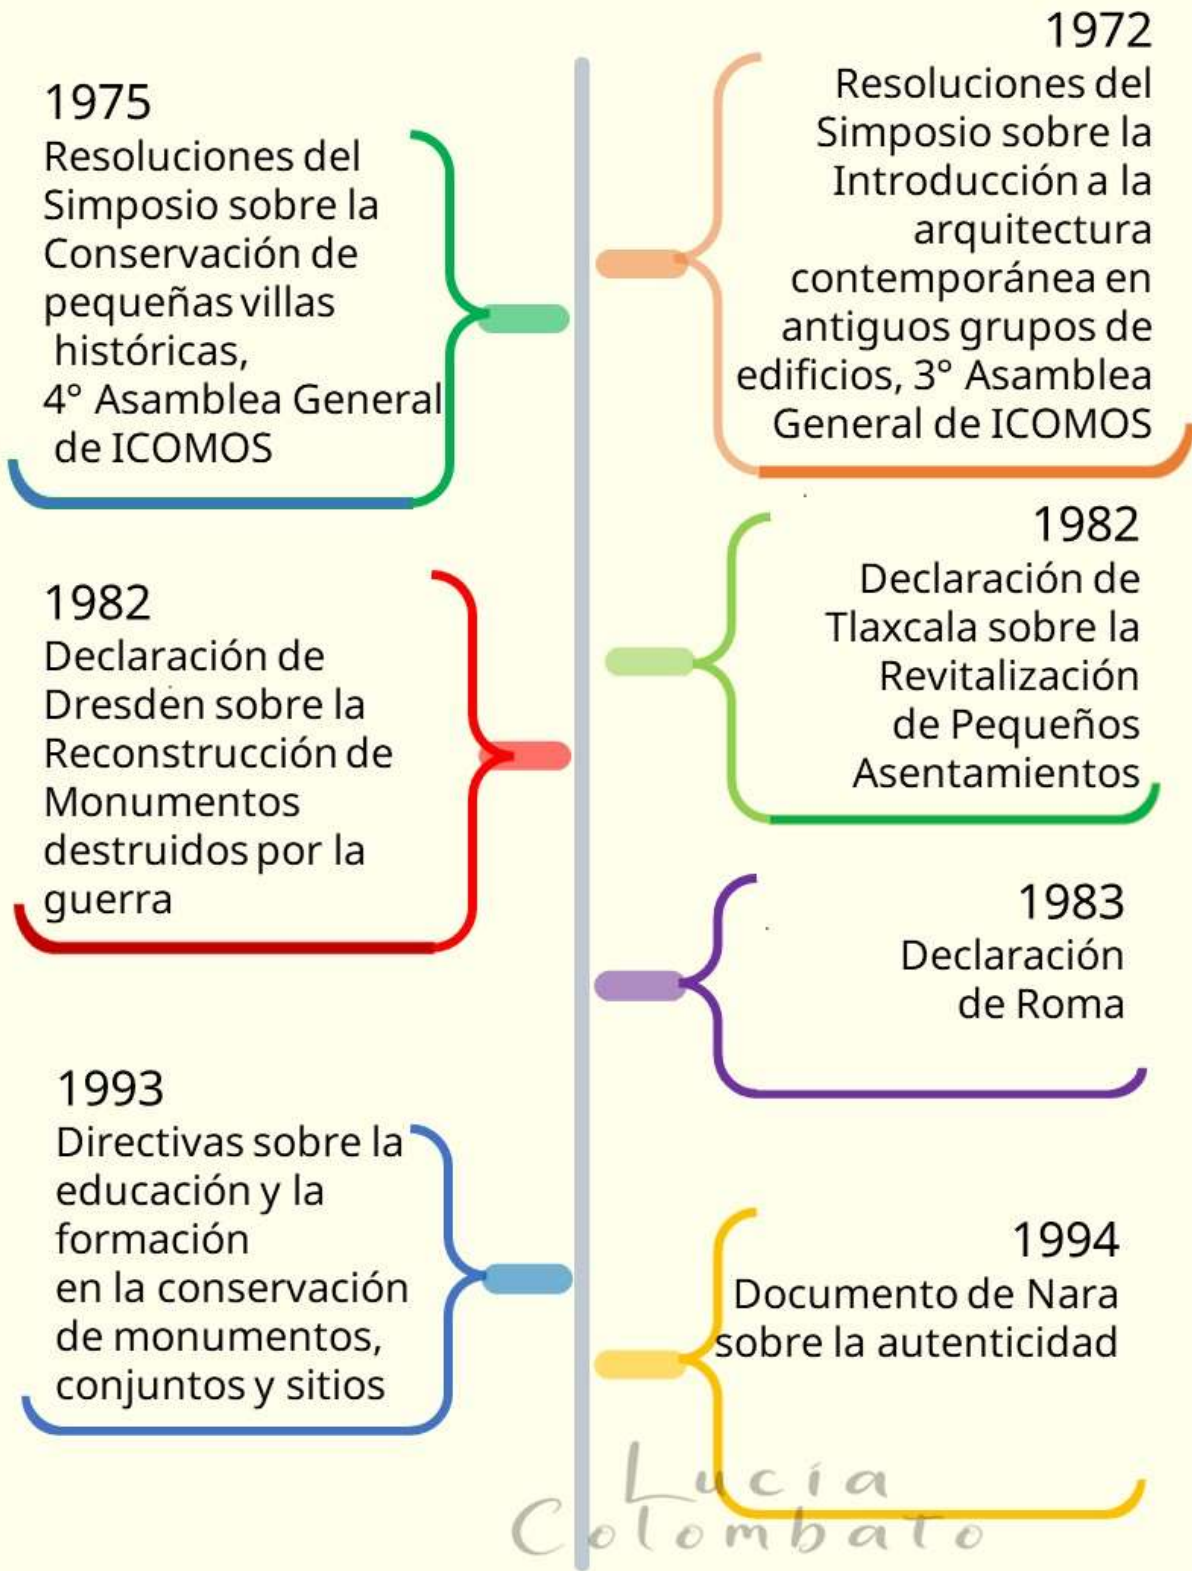 1972
Resoluciones del
Simposio sobre la
Introducción a la
arquitectura
contemporánea en
antiguos grupos de
edificios, 3° Asamblea
General de ICOMOS
1975
Resoluciones del
Simposio sobre la
Conservación de
pequeñas villas
históricas,
4° Asamblea General
de ICOMOS
1982
Declaración de
Tlaxcala sobre la
Revitalización
de Pequeños
Asentamientos
1982
Declaración de
Dresden sobre la
Reconstrucción de
Monumentos
destruidos por la
guerra
1983
Declaración
de Roma
1993
Directivas sobre la
educación y la
formación
en la conservación
de monumentos,
conjuntos y sitios
1994
Documento de Nara
sobre la autenticidad
Lucía
Colombato